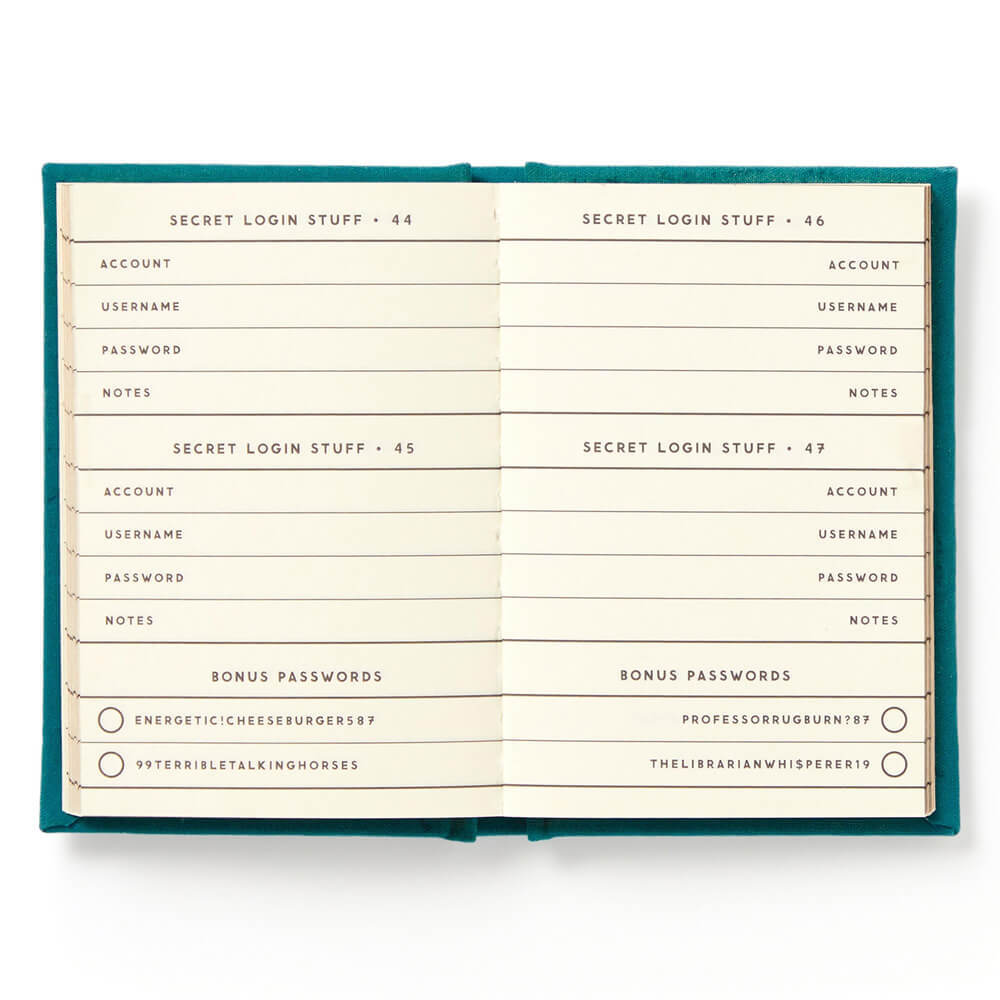 SECRET LOGIN STUFF • 44
ACCOUNT
USERNAME
PASSWORD
NOTES
SECRET LOGIN STUFF • 45
ACCOUNT
USERNAME
PASSWORD
NOTES
BONUS PASSWORDS
ENERGETIC!CHEESEBURGER587
99TERRIBLETALKINGHORSES
SECRET LOGIN STUFF • 46
ACCOUNT
USERNAME
PASSWORD
NOTES
SECRET LOGIN STUFF • 47
ACCOUNT
USERNAME
PASSWORD
NOTES
BONUS PASSWORDS
PROFESSORRUGBURN?87
THELIBRARIANWHI$PERER19